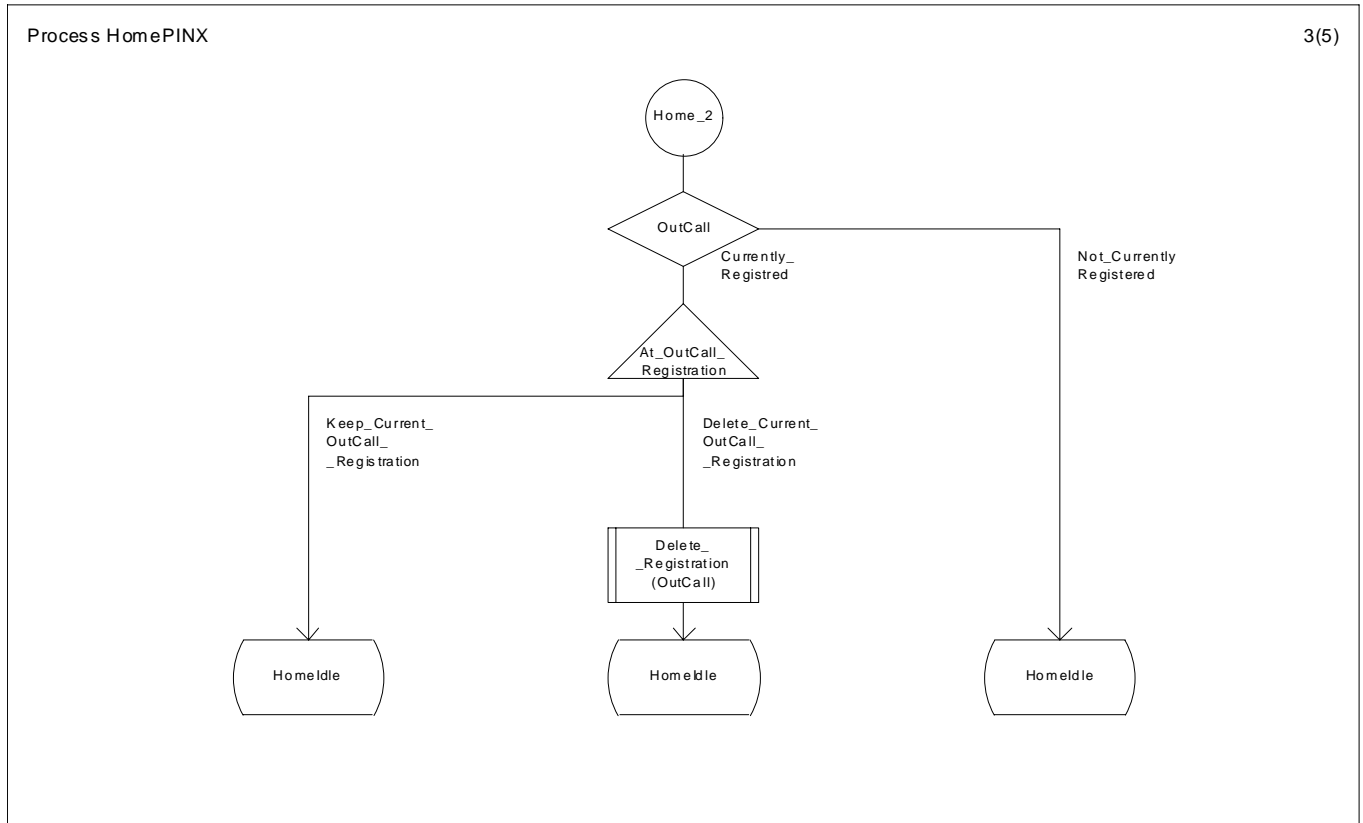 Process HomePINX
3(5)
Home_2
OutCall
Currently_
Registred
Not_Currently
Registered
At_OutCall_
Registration
Keep_Current_
OutCall_
_Registration
Delete_Current_
OutCall_
_Registration
Delete_
_Registration
(OutCall)
HomeIdle
HomeIdle
HomeIdle